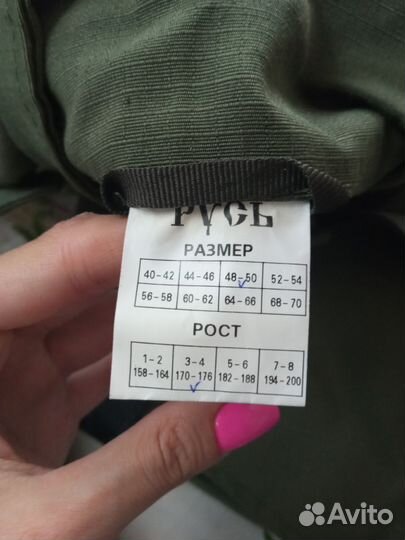 РУСЬ
РАЗМЕР
40-42 44-46 48-50 52-54
56-58 60-62 64-66 68-70
РОСТ
1-2 3-4 5-6 7-8
158-164 170-176 182-188 194-200
Avito